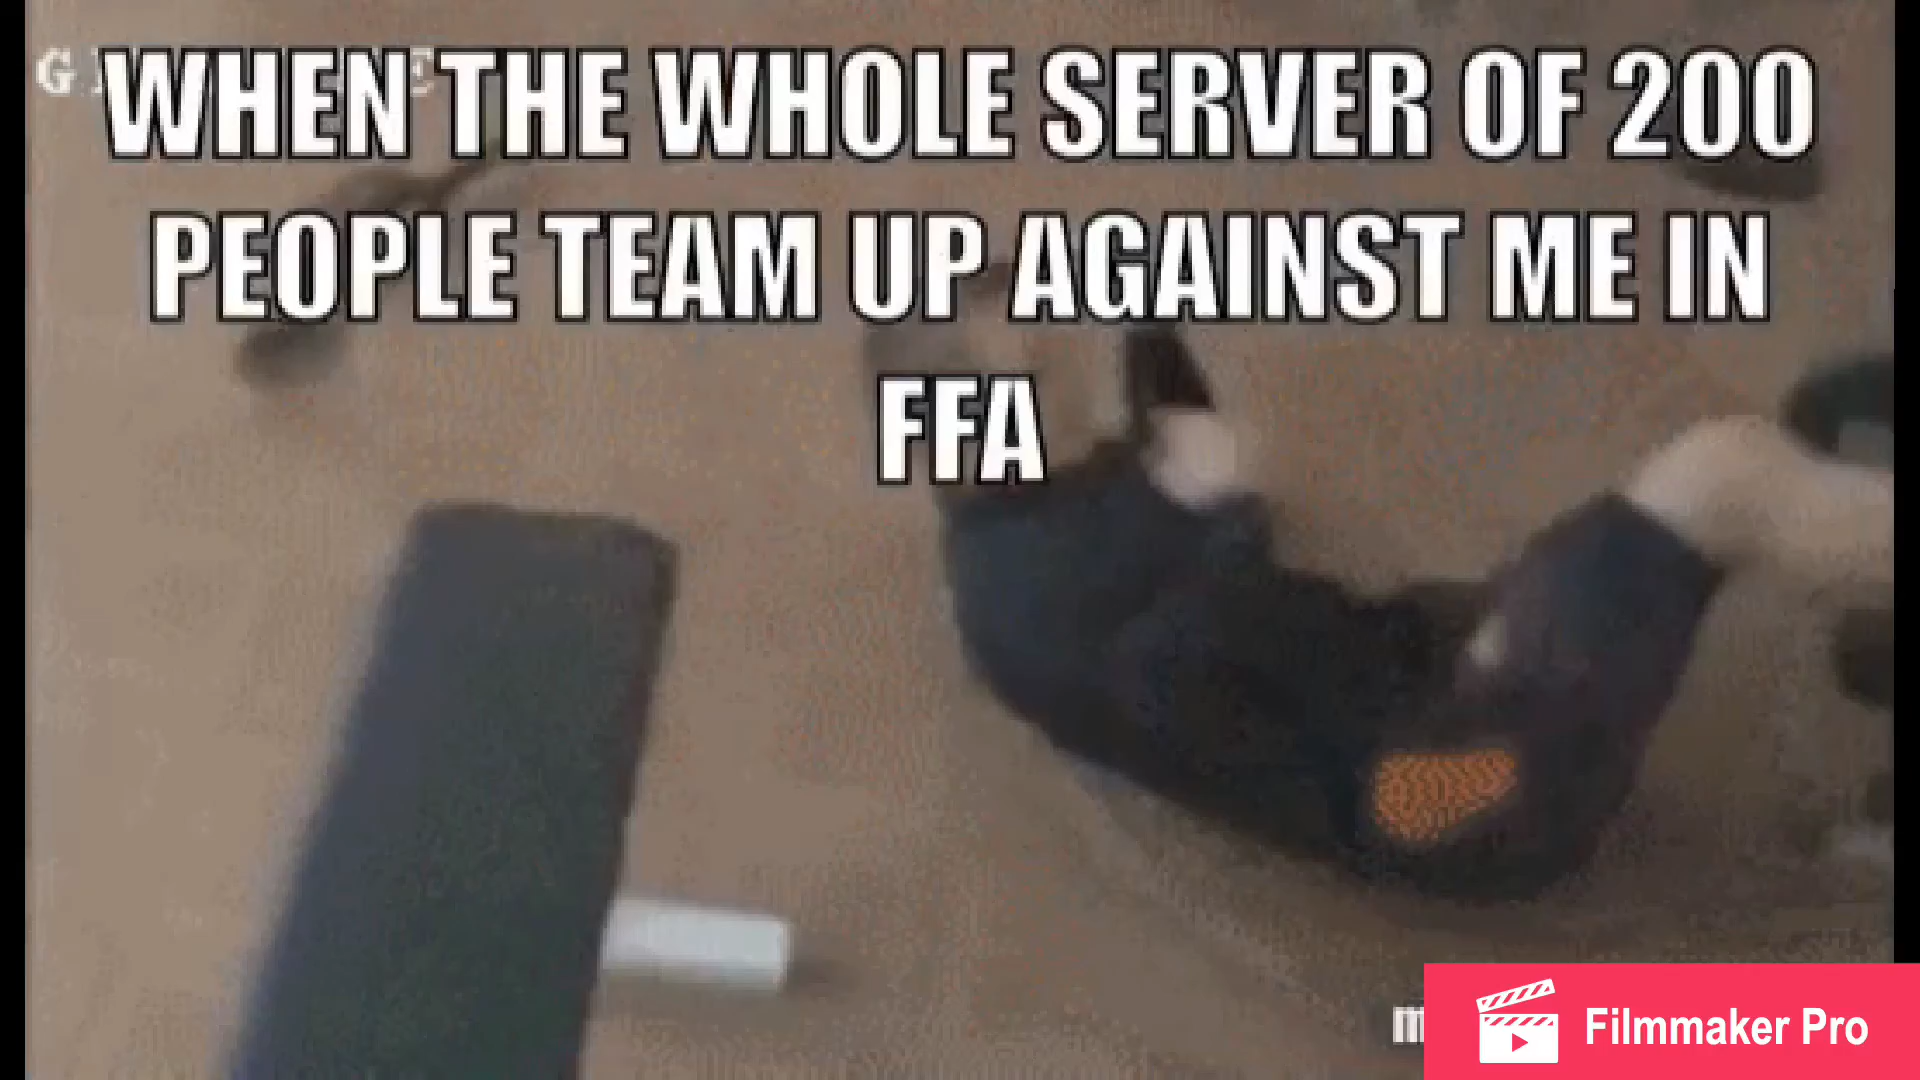 WHEN THE WHOLE SERVER OF 200
PEOPLE TEAM UP AGAINST ME IN
FFA
Filmmaker Pro